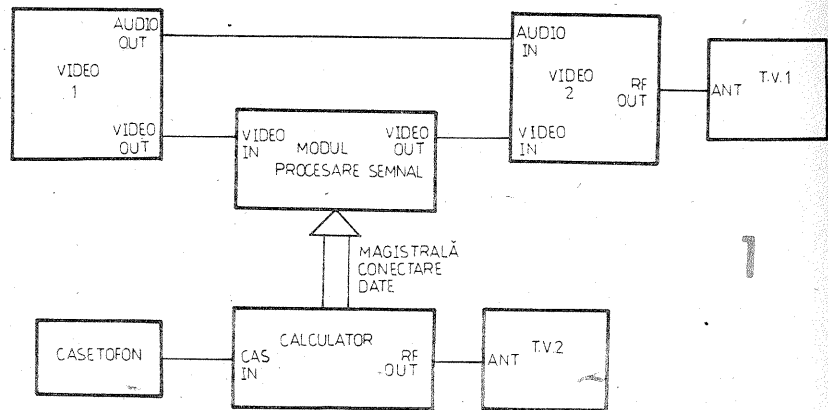 AUDIO
OUT
VIDEO
1
VIDEO
OUT
AUDIO
IN
VIDEO
2
RF
OUT
VIDEO
IN
ANT
T.V.1
VIDEO
IN
VIDEO
OUT
MODUL
PROCESARE SEMNAL
MAGISTRALĂ
CONECTARE
DATE
1
CASETOFON
CAS
IN
CALCULATOR
RF
OUT
ANT
T.V.2